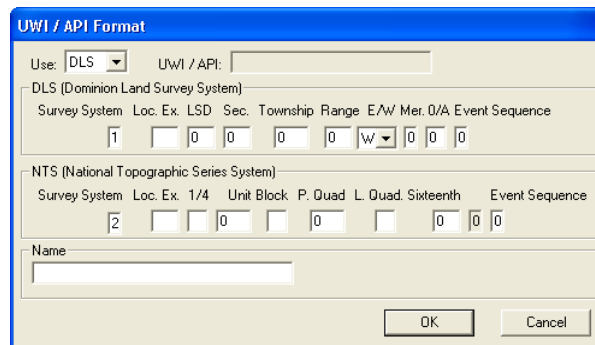 UWI / API Format
Use: DLS UWI / API:
DLS (Dominion Land Survey System)
Survey System Loc. Ex. LSD Sec. Township Range E/W Mer. 0/A Event Sequence
1 0 0 0 0 W 0 0 0
NTS (National Topographic Series System)
Survey System Loc. Ex. 1/4 Unit Block P. Quad L. Quad. Sixteenth Event Sequence
2 0 0 0 0 0
Name
OK Cancel